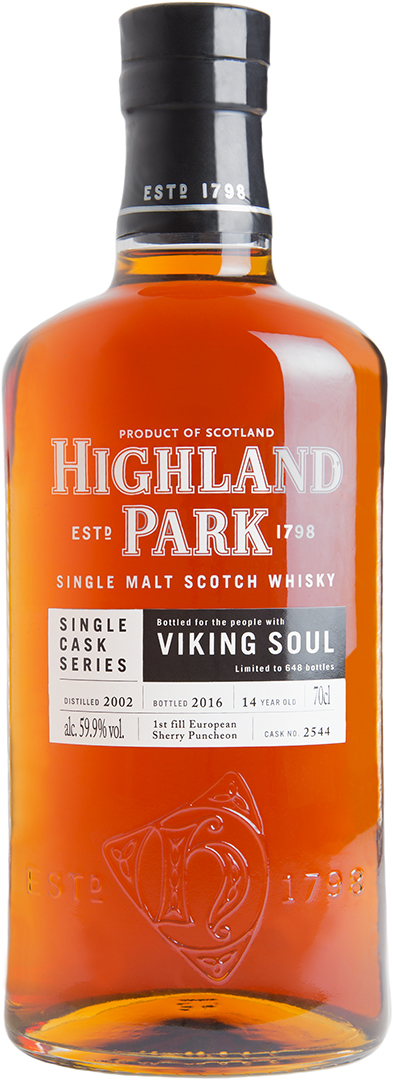 ESTD 1798
PRODUCT OF SCOTLAND
HIGHLAND
ESTD PARK 1798
SINGLE MALT SCOTCH WHISKY
SINGLE
CASK
SERIES
Bottled for the people with
VIKING SOUL
Limited to 648 bottles
DISTILLED 2002 BOTTLED 2016 14 YEAR OLD 70cl
alc. 59.9% vol.
1st fill European
Sherry Puncheon
CASK NO. 2544
ESTD H 1798